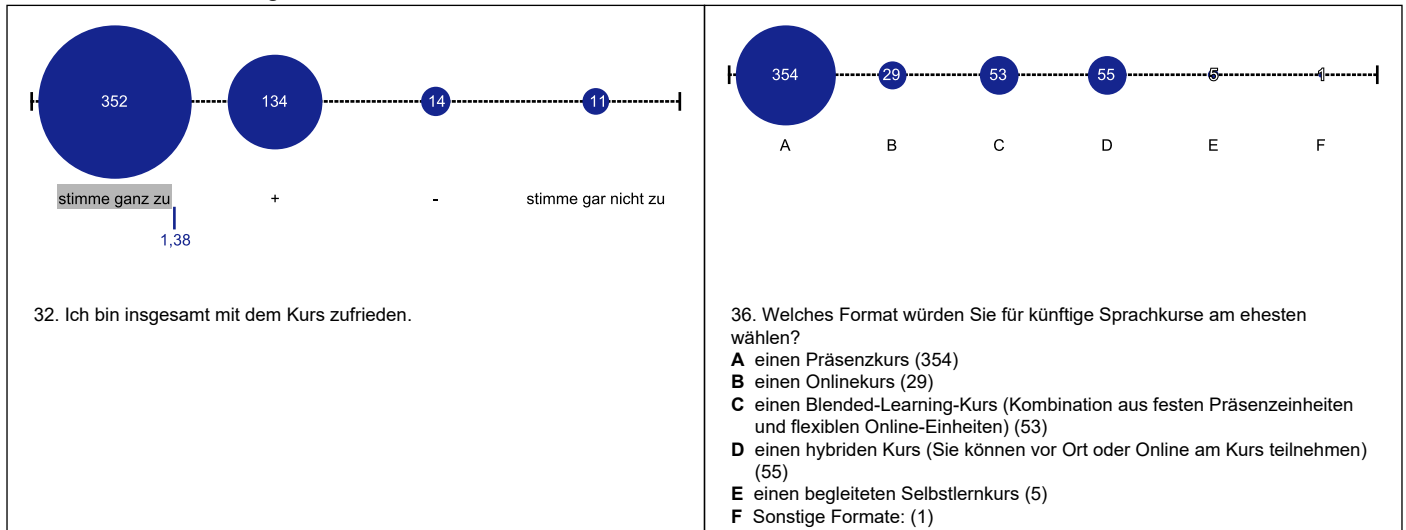 352
134
14
11
stimme ganz zu
+
-
stimme gar nicht zu
1,38
32. Ich bin insgesamt mit dem Kurs zufrieden.
354
29
53
55
5
1
A
B
C
D
E
F
36. Welches Format würden Sie für künftige Sprachkurse am ehesten
wählen?
A einen Präsenzkurs (354)
B einen Onlinekurs (29)
C einen Blended-Learning-Kurs (Kombination aus festen Präsenzeinheiten
und flexiblen Online-Einheiten) (53)
D einen hybriden Kurs (Sie können vor Ort oder Online am Kurs teilnehmen)
(55)
E einen begleiteten Selbstlernkurs (5)
F Sonstige Formate: (1)